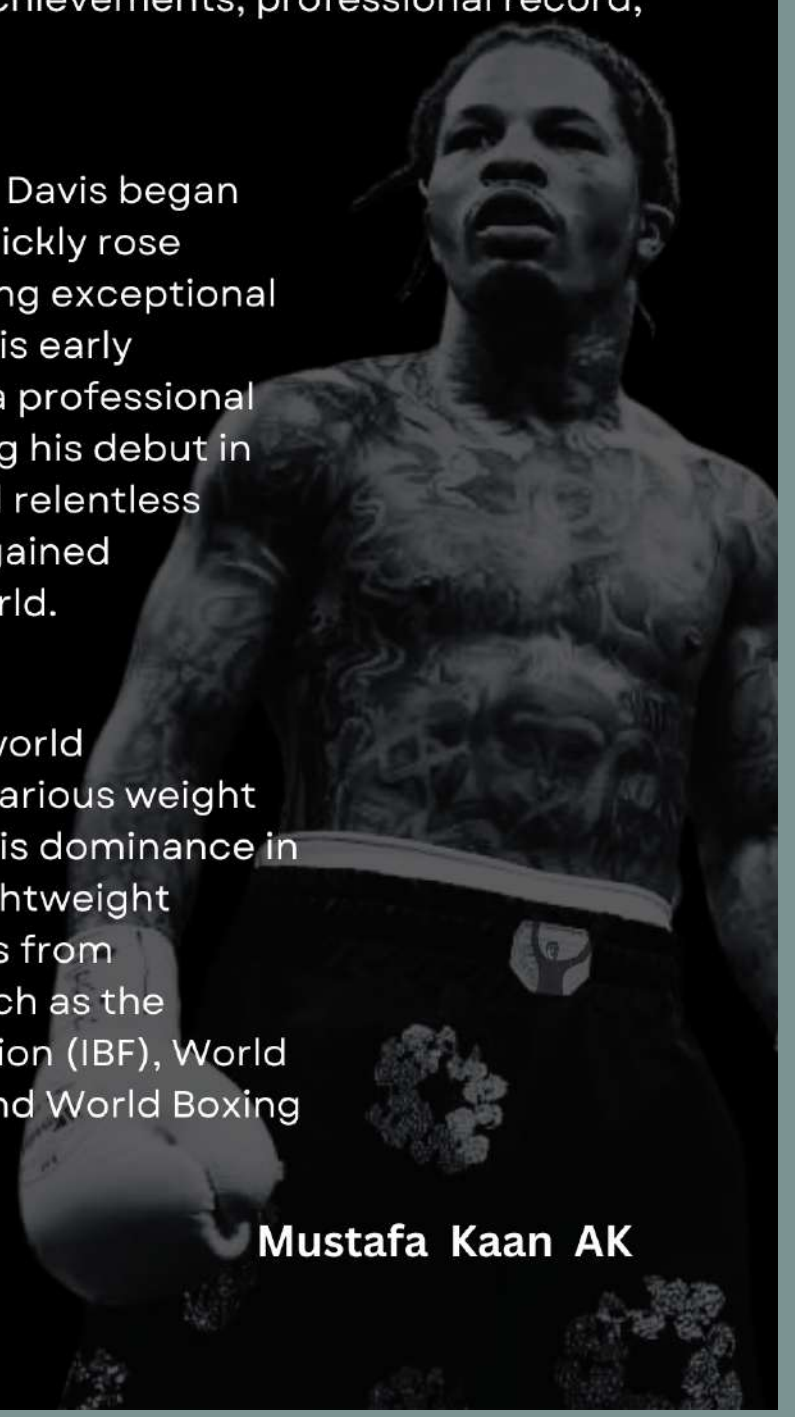 chievements, professional record,
Davis began
ickly rose
ng exceptional
is early
a professional
g his debut in
relentless
gained
rld.
world
arious weight
is dominance in
htweight
s from
ch as the
ion (IBF), World
nd World Boxing
Mustafa Kaan AK